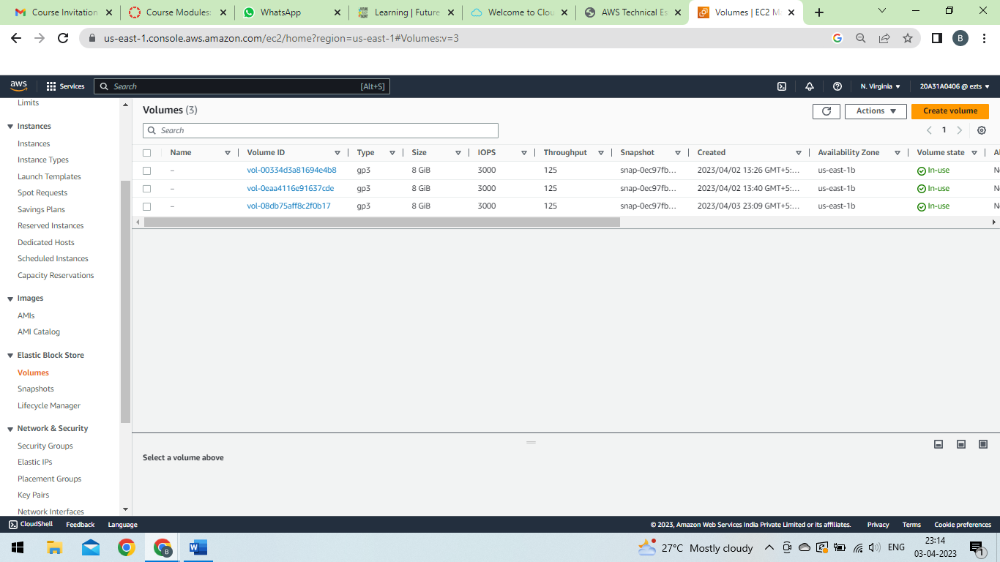 Course Invitation
Course Modules:
WhatsApp
Learning | Future
Welcome to Clou
AWS Technical Es
Volumes | EC2 M
us-east-1.console.aws.amazon.com/ec2/home?region=us-east-1#Volumes:v=3
B
aws
Services
Search
[Alt+S]
N. Virginia
20A31A0406 @ ezts
Limits
Instances
Instances
Instance Types
Launch Templates
Spot Requests
Savings Plans
Reserved Instances
Dedicated Hosts
Scheduled Instances
Capacity Reservations
Images
AMIs
AMI Catalog
Elastic Block Store
Volumes
Snapshots
Lifecycle Manager
Network & Security
Security Groups
Elastic IPs
Placement Groups
Key Pairs
Network Interfaces
Volumes (3)
Actions
Create volume
Search
1
Name Volume ID Type Size IOPS Throughput Snapshot Created Availability Zone Volume state Al
– vol-00334d3a81694e4b8 gp3 8 GiB 3000 125 snap-0ec97fb... 2023/04/02 13:26 GMT+5:... us-east-1b In-use N
– vol-0eaa4116e91637cde gp3 8 GiB 3000 125 snap-0ec97fb... 2023/04/02 13:40 GMT+5:... us-east-1b In-use N
– vol-08db75aff8c2f0b17 gp3 8 GiB 3000 125 snap-0ec97fb... 2023/04/03 23:09 GMT+5:... us-east-1b In-use N
Select a volume above
CloudShell Feedback Language
© 2023, Amazon Web Services India Private Limited or its affiliates. Privacy Terms Cookie preferences
B
W
27°C Mostly cloudy
ENG
23:14
03-04-2023
1